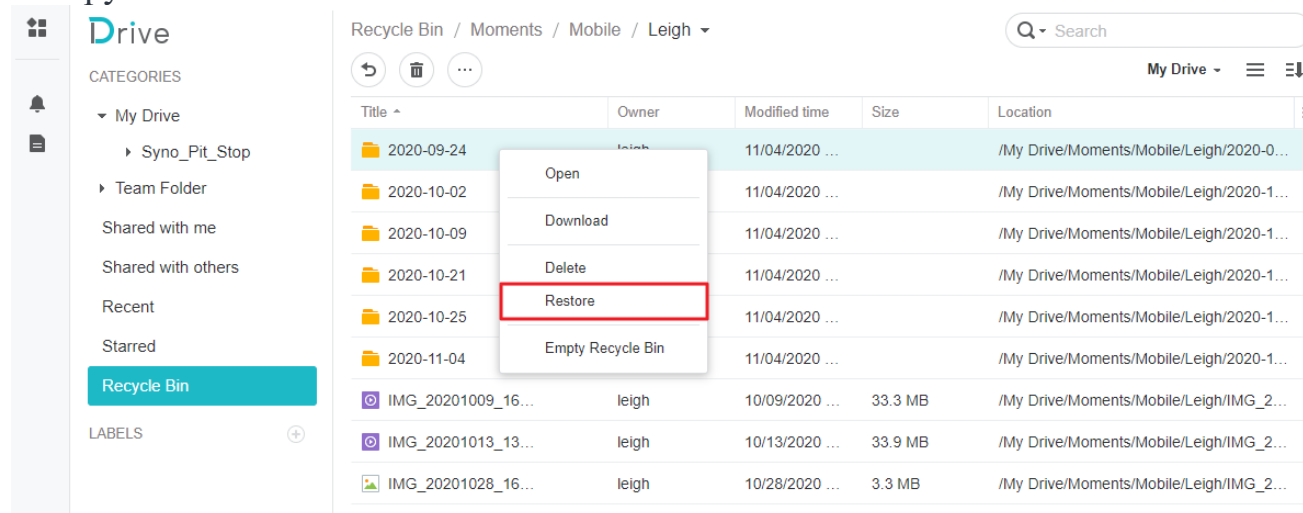 Drive
CATEGORIES
My Drive
Syno_Pit_Stop
Team Folder
Shared with me
Shared with others
Recent
Starred
Recycle Bin
LABELS
Recycle Bin / Moments / Mobile / Leigh
Search
My Drive
Title Owner Modified time Size Location
2020-09-24 leigh 11/04/2020 ... /My Drive/Moments/Mobile/Leigh/2020-0...
2020-10-02 11/04/2020 ... /My Drive/Moments/Mobile/Leigh/2020-1...
2020-10-09 11/04/2020 ... /My Drive/Moments/Mobile/Leigh/2020-1...
2020-10-21 11/04/2020 ... /My Drive/Moments/Mobile/Leigh/2020-1...
2020-10-25 11/04/2020 ... /My Drive/Moments/Mobile/Leigh/2020-1...
2020-11-04 11/04/2020 ... /My Drive/Moments/Mobile/Leigh/2020-1...
IMG_20201009_16... leigh 10/09/2020 ... 33.3 MB /My Drive/Moments/Mobile/Leigh/IMG_2...
IMG_20201013_13... leigh 10/13/2020 ... 33.9 MB /My Drive/Moments/Mobile/Leigh/IMG_2...
IMG_20201028_16... leigh 10/28/2020 ... 3.3 MB /My Drive/Moments/Mobile/Leigh/IMG_2...
Open
Download
Delete
Restore
Empty Recycle Bin